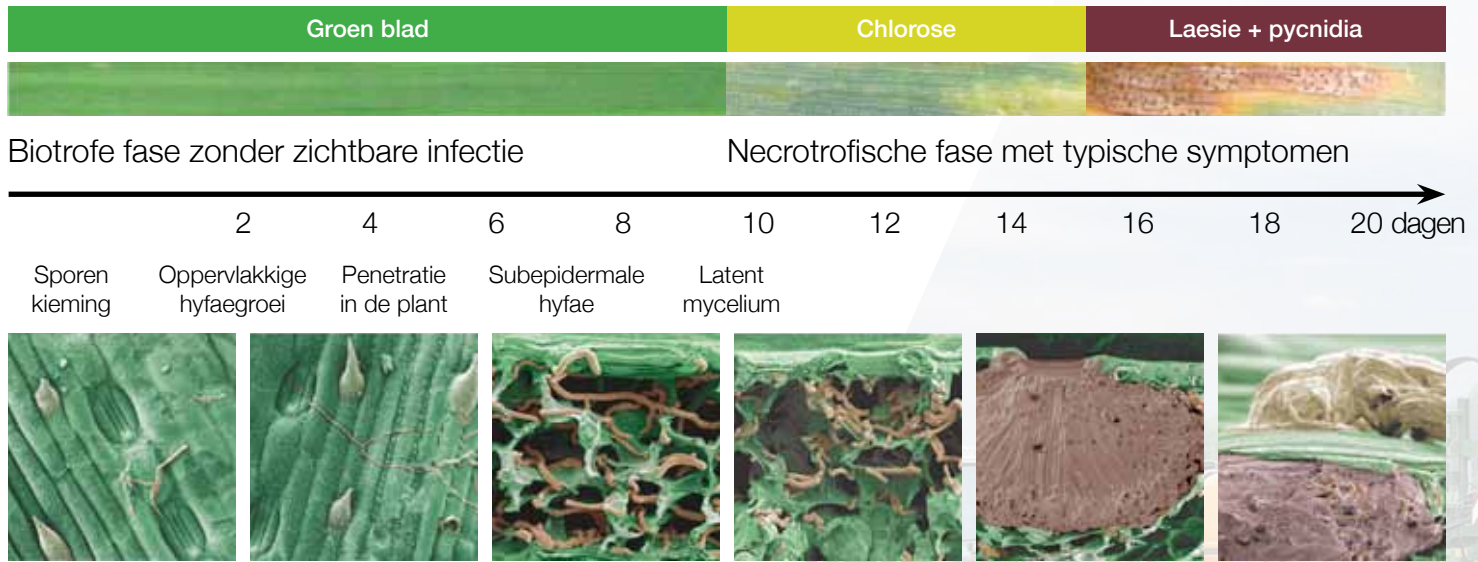 Groen blad
Chlorose
Laesie + pycnidia
Biotrofe fase zonder zichtbare infectie
Necrotrofische fase met typische symptomen
2 4 6 8 10 12 14 16 18 20 dagen
Sporen
kieming
Oppervlakkige
hyfaegroei
Penetratie
in de plant
Subepidermale
hyfae
Latent
mycelium